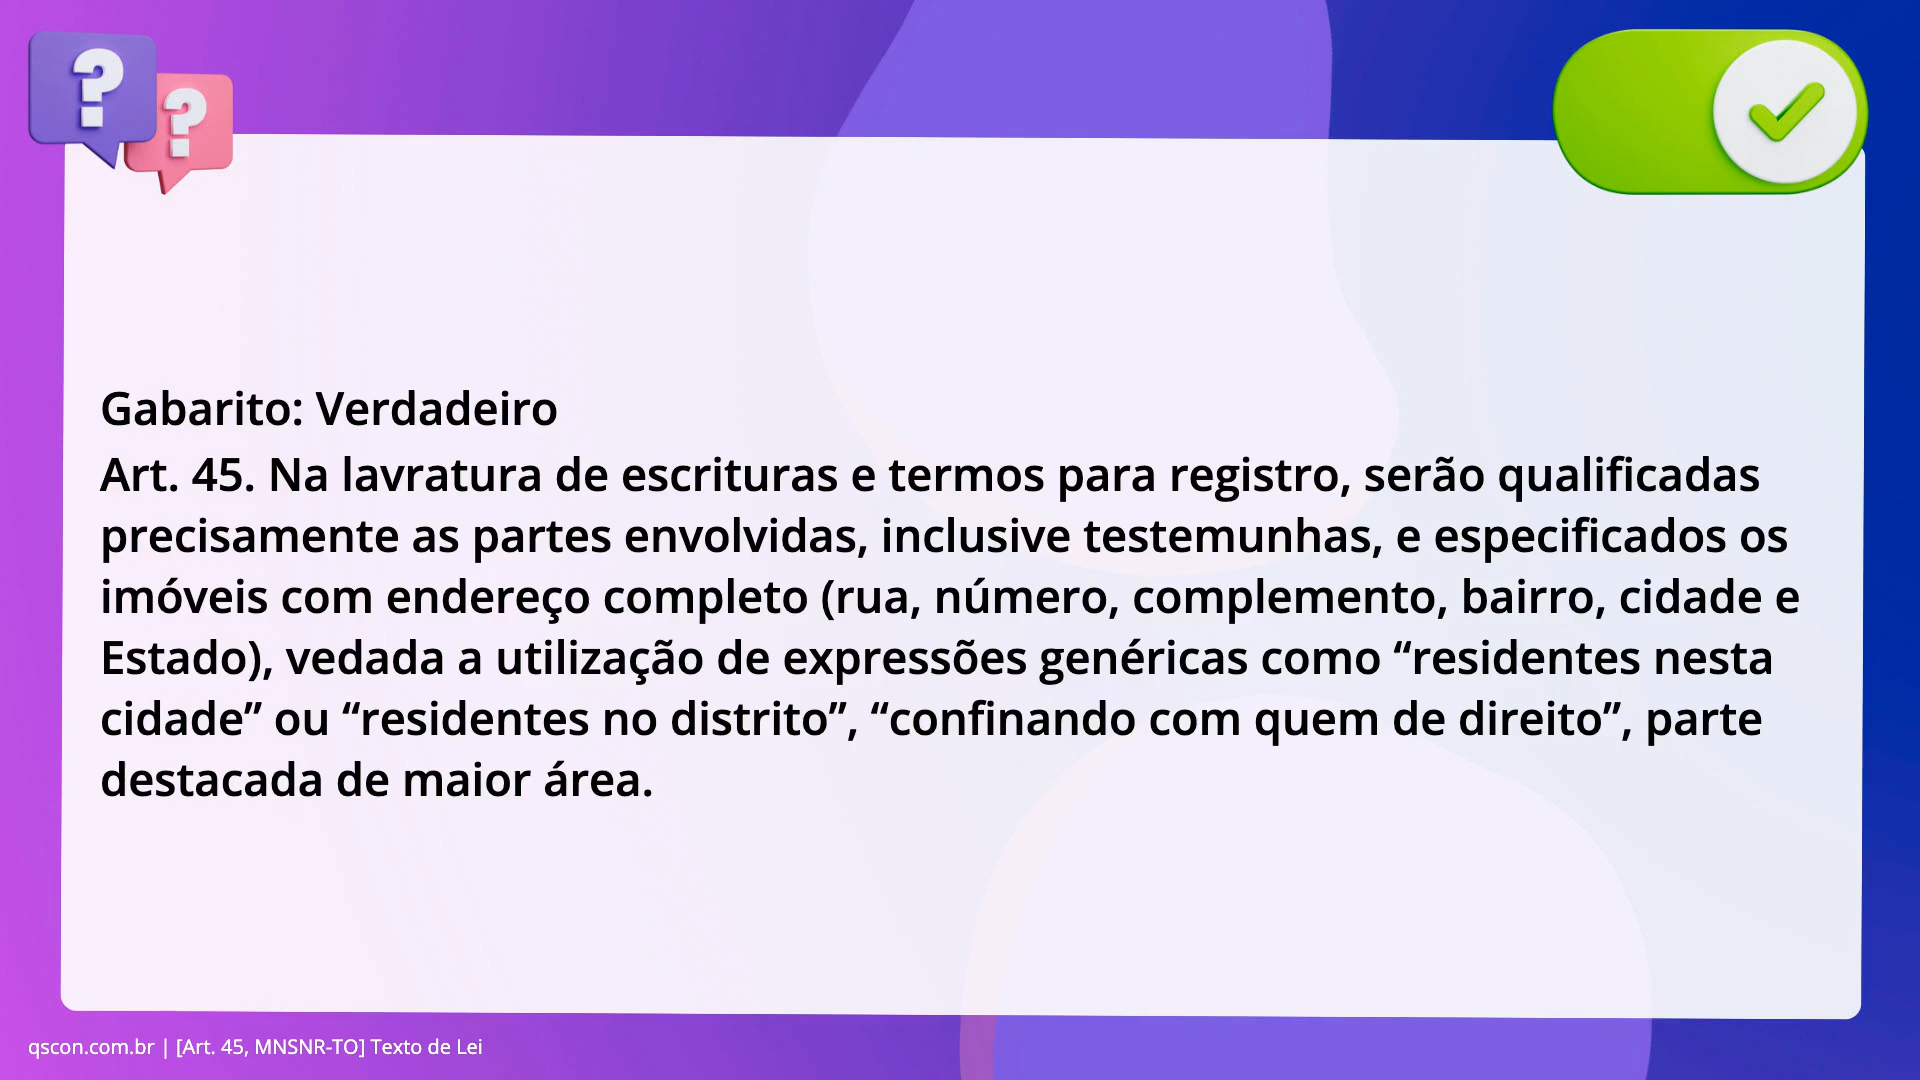 ?
?
Gabarito: Verdadeiro
Art. 45. Na lavratura de escrituras e termos para registro, serão qualificadas
precisamente as partes envolvidas, inclusive testemunhas, e especificados os
imóveis com endereço completo (rua, número, complemento, bairro, cidade e
Estado), vedada a utilização de expressões genéricas como “residentes nesta
cidade” ou “residentes no distrito”, “confinando com quem de direito”, parte
destacada de maior área.
qscon.com.br | [Art. 45, MNSNR-TO] Texto de Lei